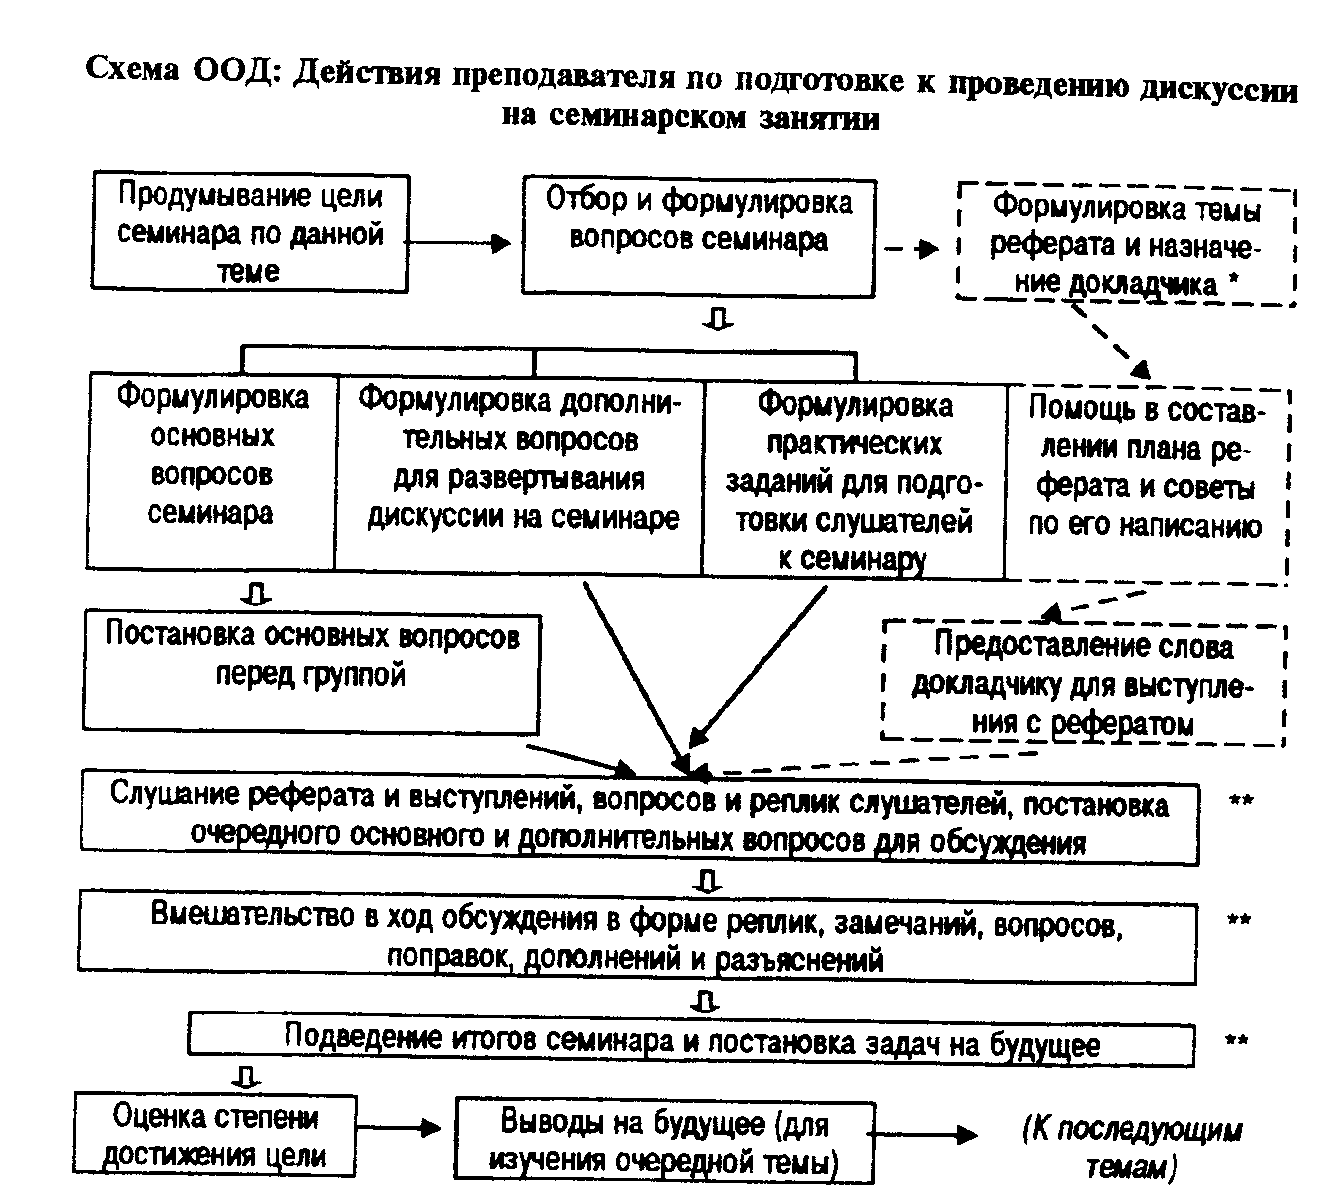 Схема ООД: Действия преподавателя по подготовке к проведению дискуссии
на семинарском занятии
Продумывание цели
семинара по данной
теме
Отбор и формулировка
вопросов семинара
Формулировка темы
реферата и назначе-
ние докладчика *
Формулировка
основных
вопросов
семинара
Формулировка дополни-
тельных вопросов
для развертывания
дискуссии на семинаре
Формулировка
практических
заданий для подго-
товки слушателей
к семинару
Помощь в состав-
лении плана ре-
ферата и советы
по его написанию
Постановка основных вопросов
перед группой
Предоставление слова
докладчику для выступле-
ния с рефератом
Слушание реферата и выступлений, вопросов и реплик слушателей, постановка
очередного основного и дополнительных вопросов для обсуждения
**
Вмешательство в ход обсуждения в форме реплик, замечаний, вопросов,
поправок, дополнений и разъяснений
**
Подведение итогов семинара и постановка задач на будущее
**
Оценка степени
достижения цели
Выводы на будущее (для
изучения очередной темы)
(К последующим
темам)